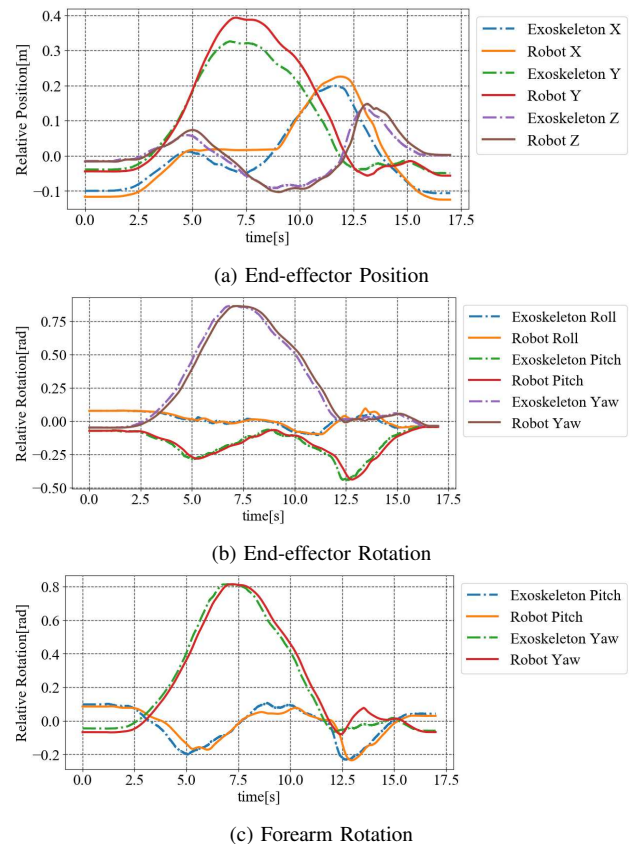 0.4
0.3
0.2
0.1
0.0
−0.1
Relative Position[m]
0.0 2.5 5.0 7.5 10.0 12.5 15.0 17.5
time[s]
Exoskeleton X
Robot X
Exoskeleton Y
Robot Y
Exoskeleton Z
Robot Z
(a) End-effector Position
0.75
0.50
0.25
0.00
−0.25
−0.50
Relative Rotation[rad]
0.0 2.5 5.0 7.5 10.0 12.5 15.0 17.5
time[s]
Exoskeleton Roll
Robot Roll
Exoskeleton Pitch
Robot Pitch
Exoskeleton Yaw
Robot Yaw
(b) End-effector Rotation
0.8
0.6
0.4
0.2
0.0
−0.2
Relative Rotation[rad]
0.0 2.5 5.0 7.5 10.0 12.5 15.0 17.5
time[s]
Exoskeleton Pitch
Robot Pitch
Exoskeleton Yaw
Robot Yaw
(c) Forearm Rotation